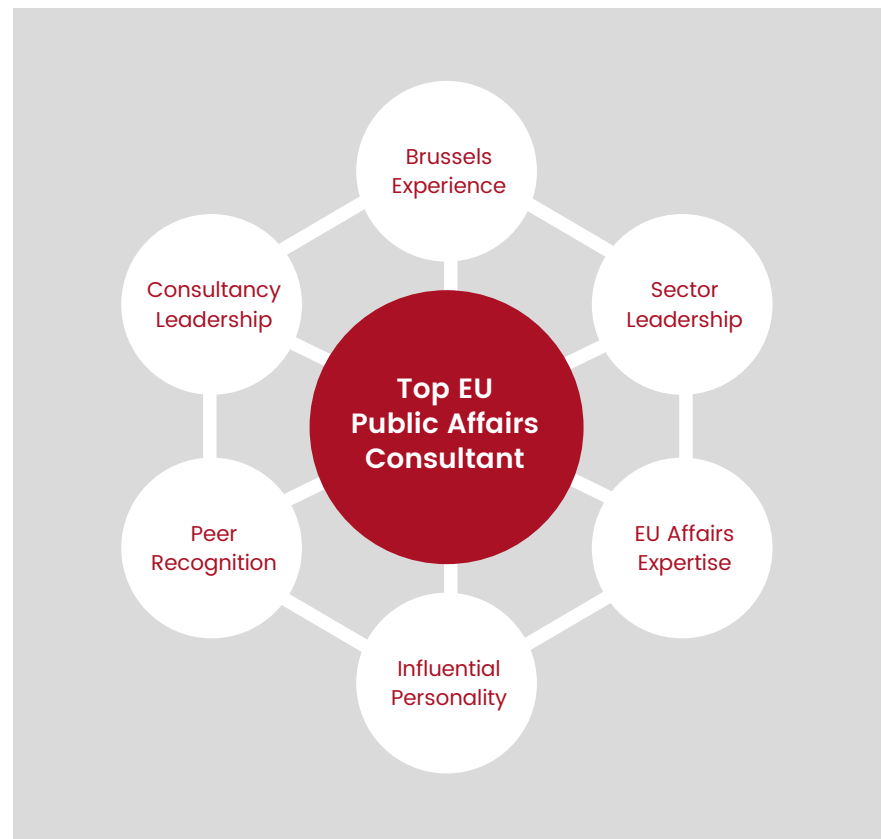 Brussels
Experience
Consultancy
Leadership
Sector
Leadership
Top EU
Public Affairs
Consultant
Peer
Recognition
EU Affairs
Expertise
Influential
Personality